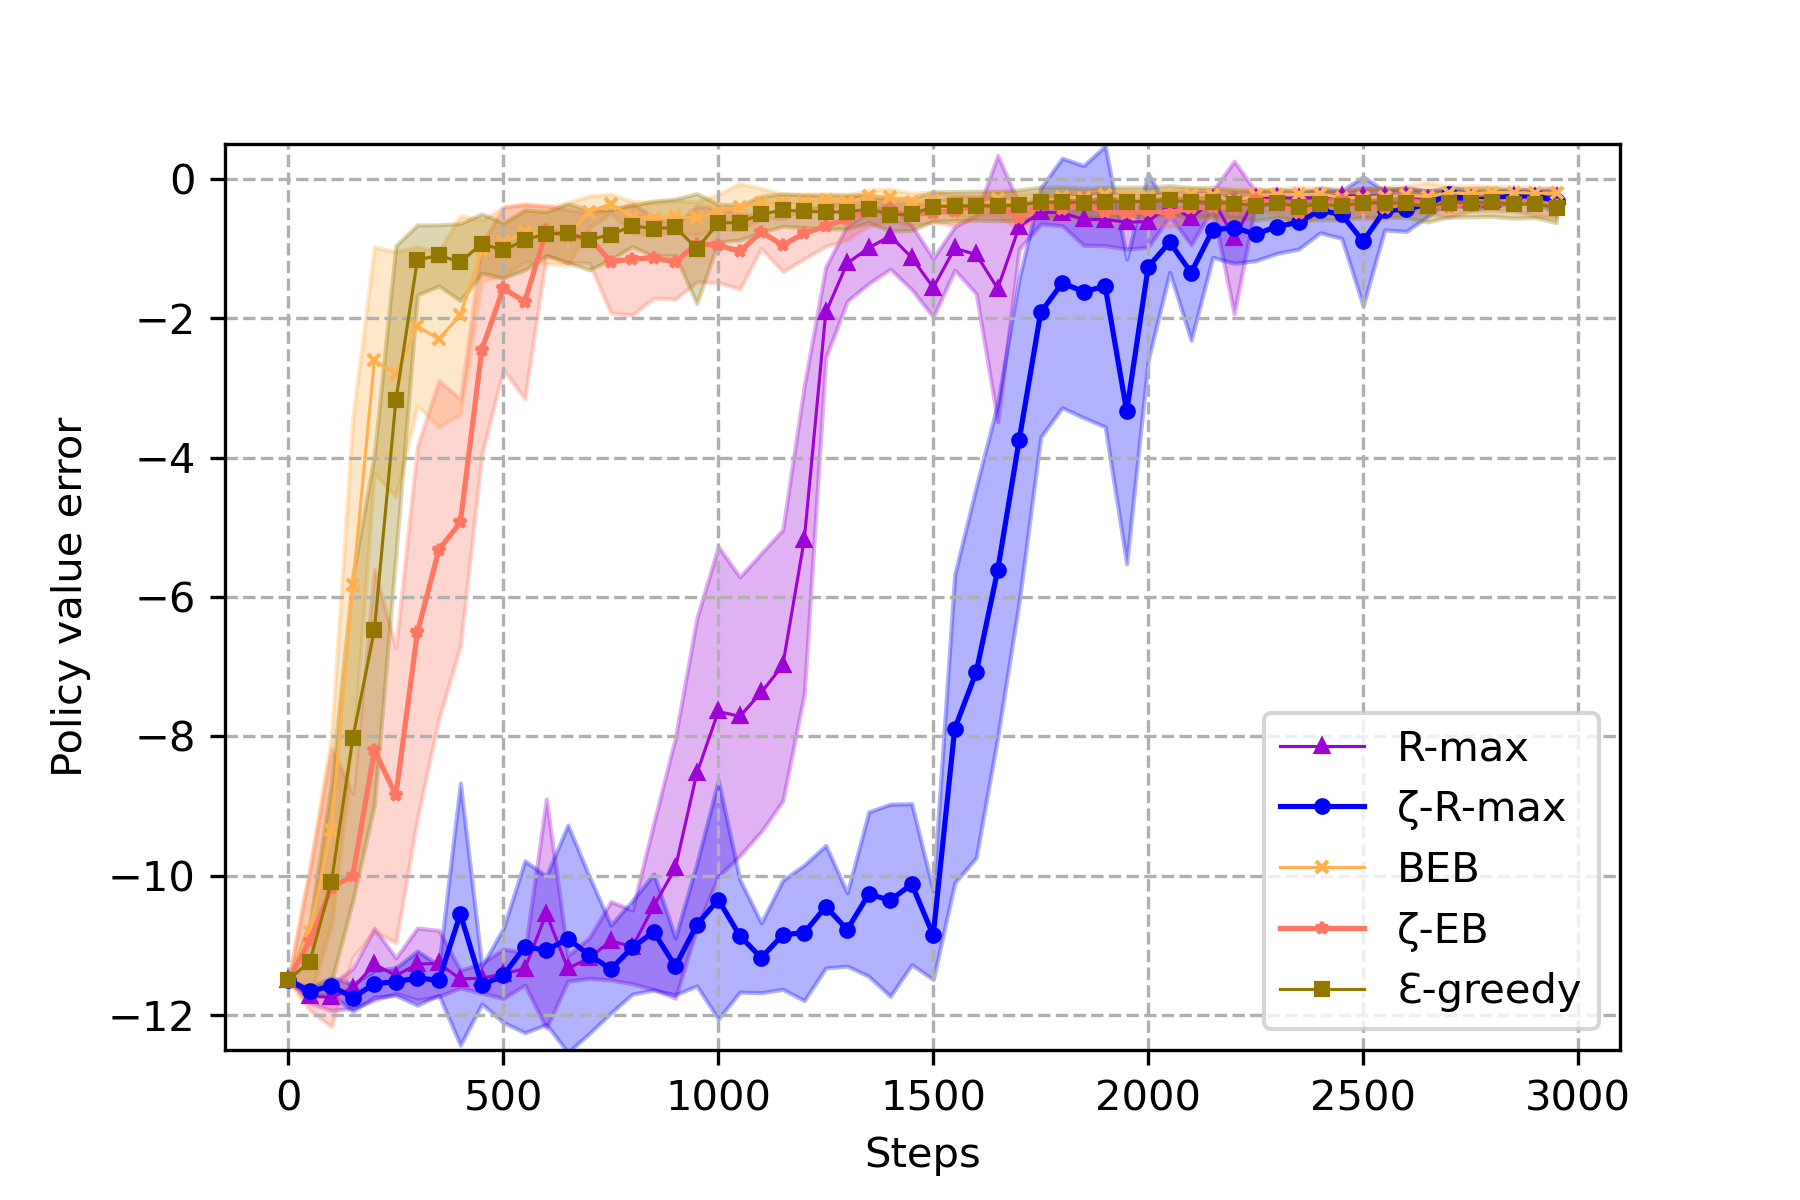 0
−2
−4
−6
−8
−10
−12
Policy value error
0 500 1000 1500 2000 2500 3000
Steps
R-max
ζ-R-max
BEB
ζ-EB
Ɛ-greedy